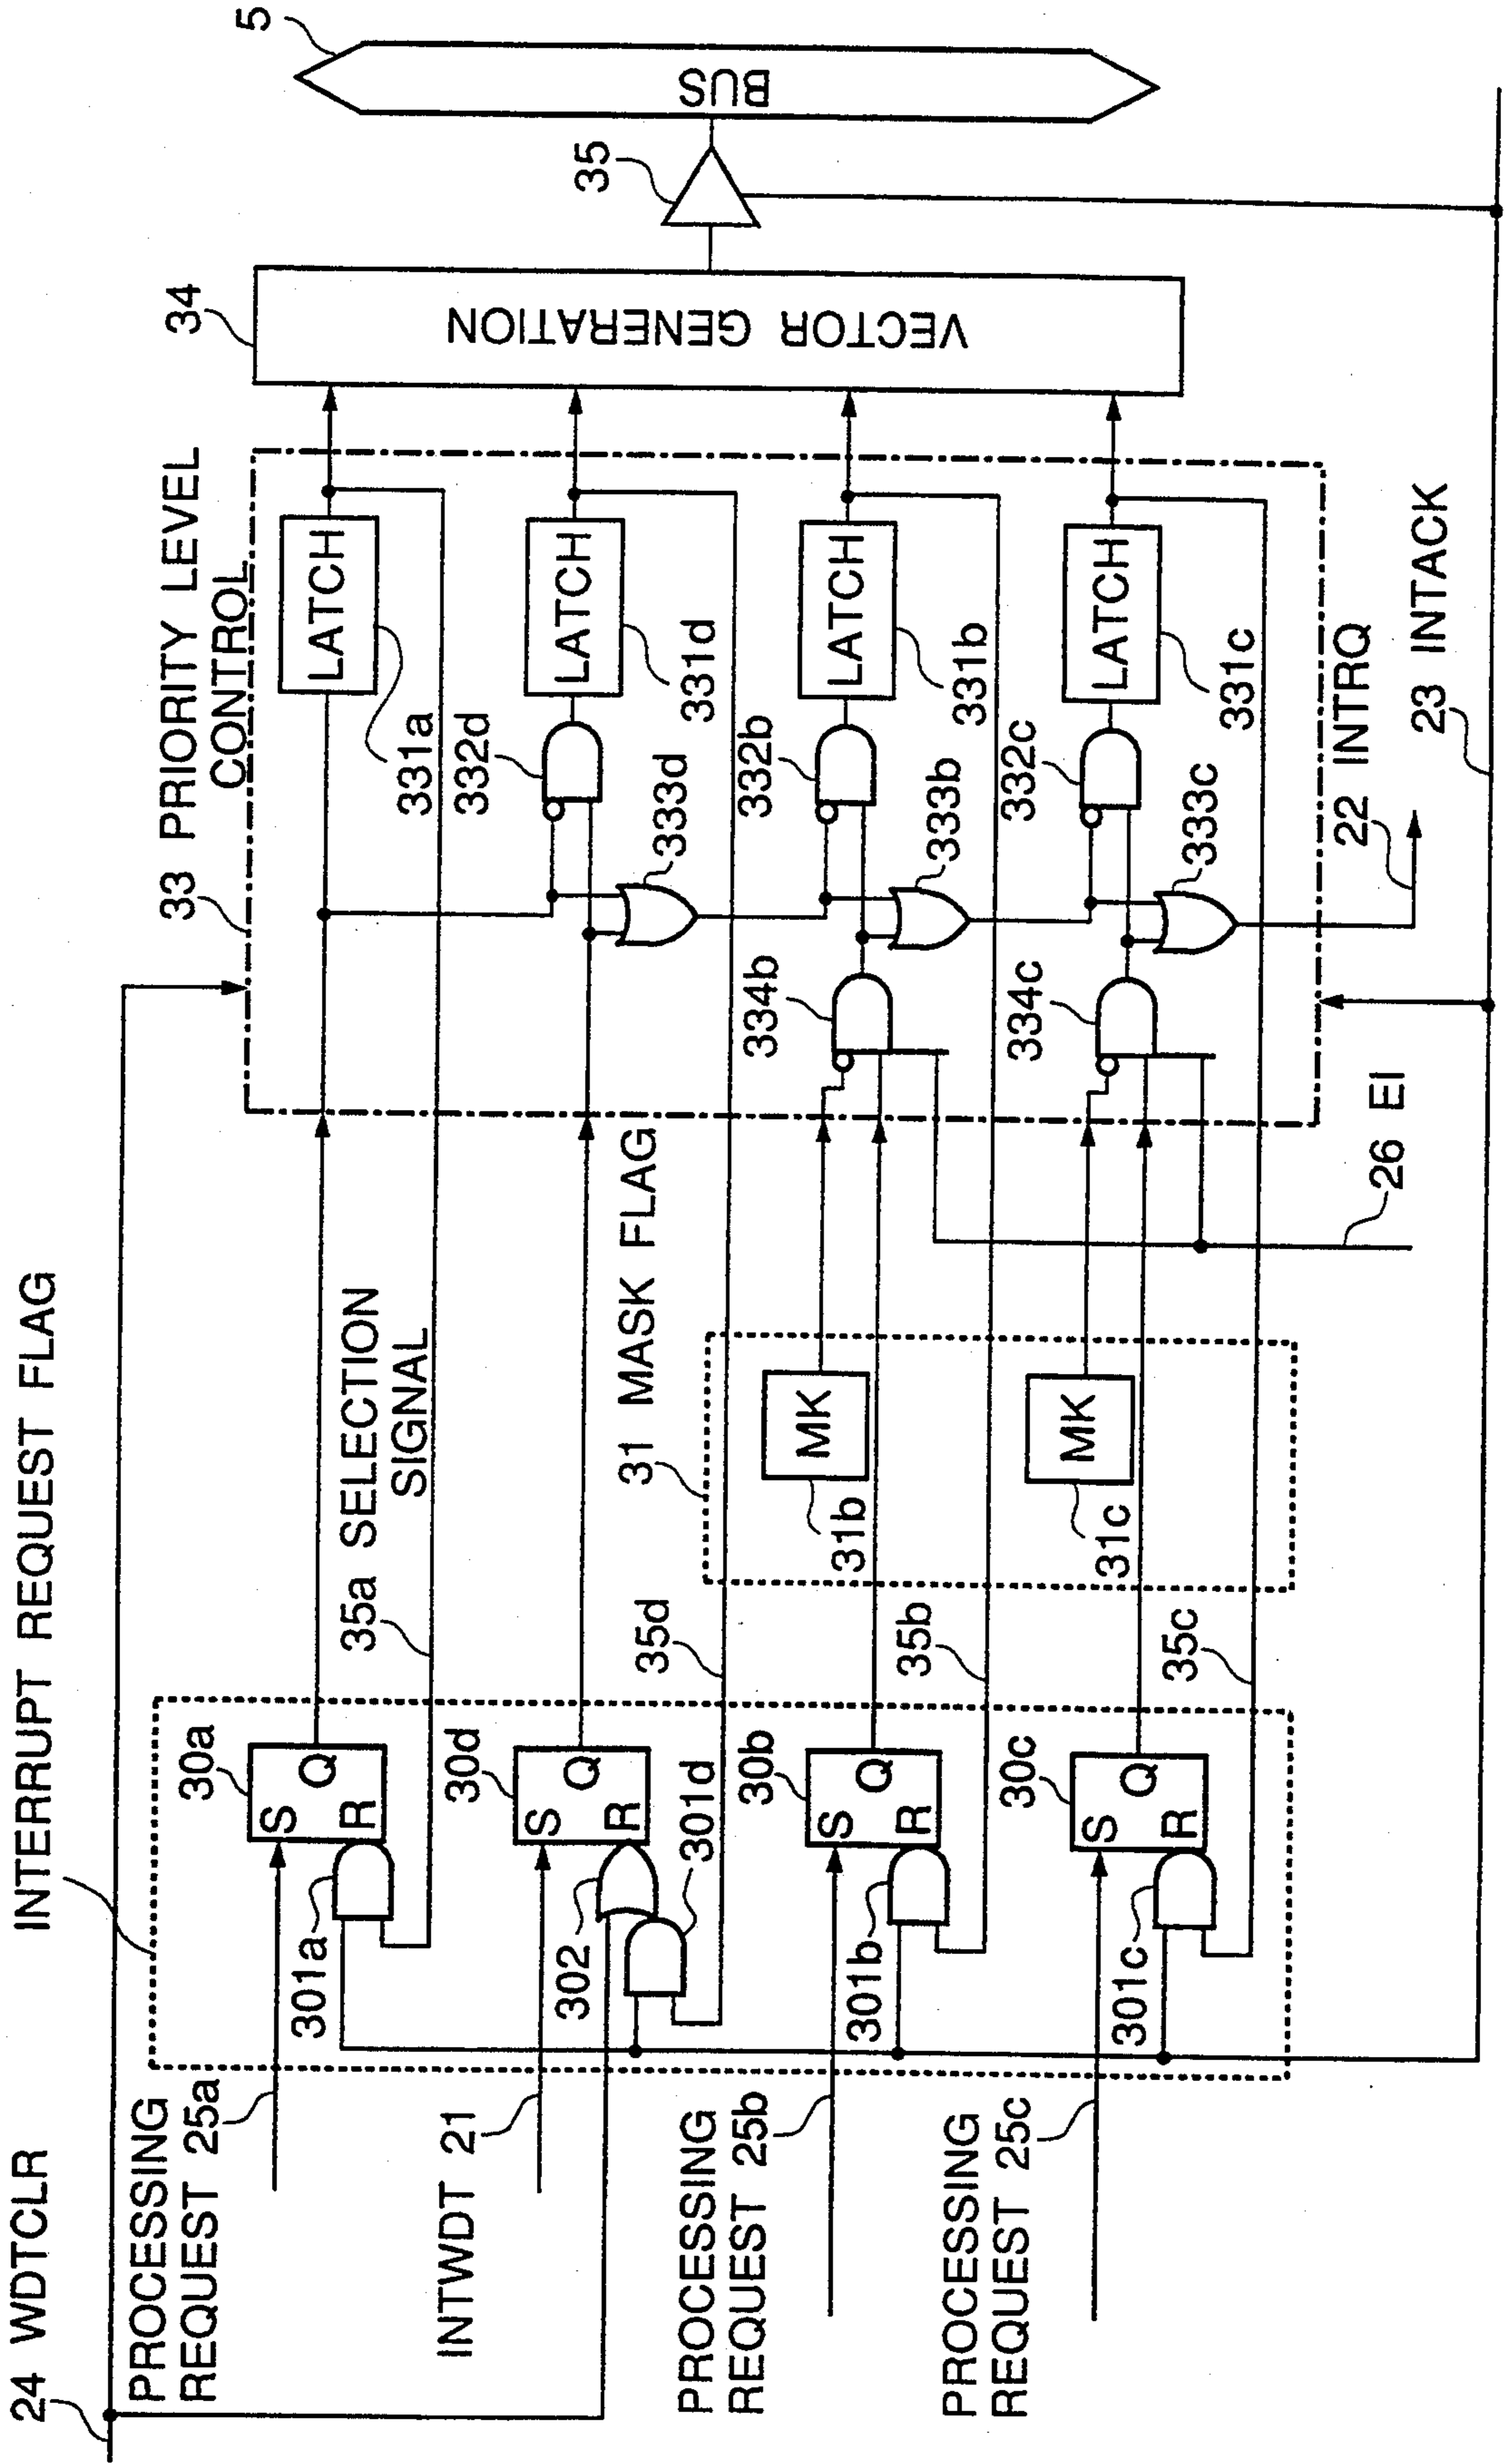 24 WDTCLR
INTERRUPT REQUEST FLAG
PROCESSING
REQUEST 25a
301a
30a
S
Q
R
35a SELECTION
SIGNAL
33 PRIORITY LEVEL
CONTROL
LATCH
331a
34
VECTOR GENERATION
35
BUS
5
INTWDT 21
302
301d
30d
S
Q
R
35d
332d
333d
LATCH
331d
31 MASK FLAG
PROCESSING
REQUEST 25b
301b
30b
S
Q
R
35b
MK
31b
334b
332b
333b
LATCH
331b
PROCESSING
REQUEST 25c
301c
30c
S
Q
R
35c
MK
31c
334c
332c
333c
LATCH
331c
26 EI
22 INTRQ
23 INTACK